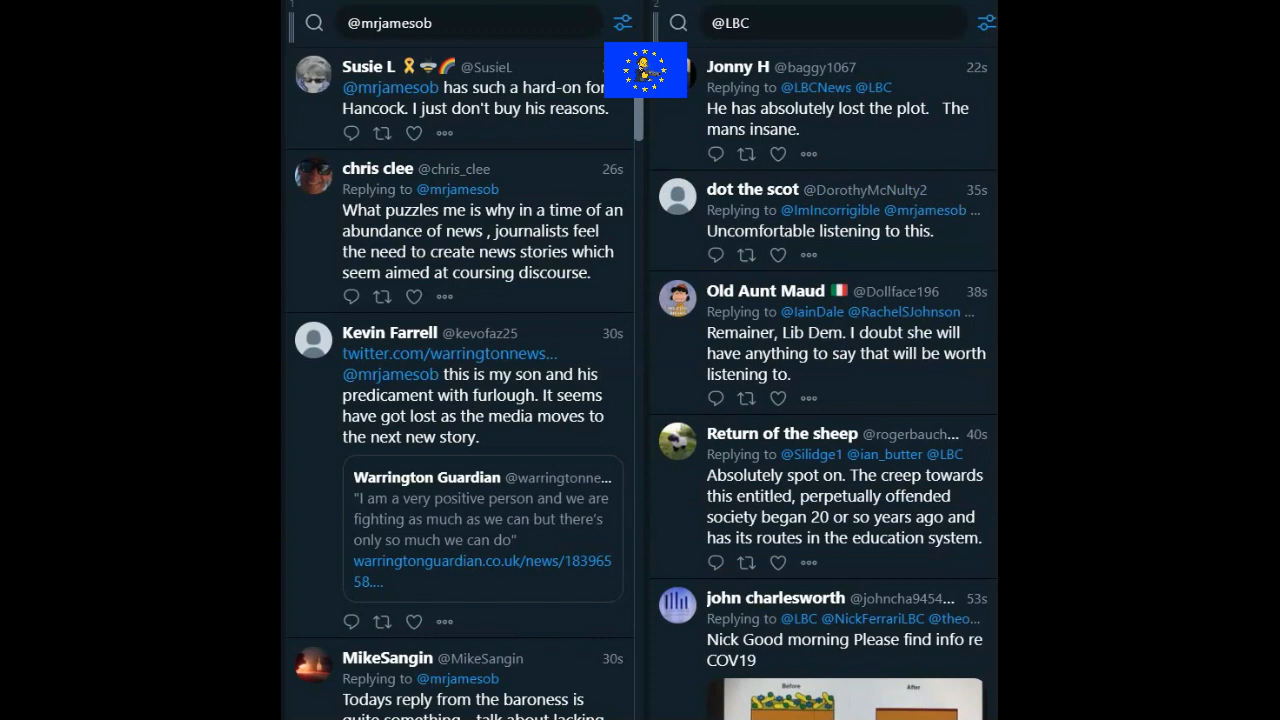 1
@mrjamesob
Susie L @SusieL
@mrjamesob has such a hard-on for
Hancock. I just don't buy his reasons.
chris clee @chris_clee 26s
Replying to @mrjamesob
What puzzles me is why in a time of an
abundance of news , journalists feel
the need to create news stories which
seem aimed at coursing discourse.
Kevin Farrell @kevofaz25 30s
twitter.com/warringtonnews...
@mrjamesob this is my son and his
predicament with furlough. It seems
have got lost as the media moves to
the next new story.
Warrington Guardian @warringtonne...
"I am a very positive person and we are
fighting as much as we can but there's
only so much we can do"
warringtonguardian.co.uk/news/183965
58....
MikeSangin @MikeSangin 30s
Replying to @mrjamesob
Todays reply from the baroness is
quite something talk about lacking
2
@LBC
Jonny H @baggy1067 22s
Replying to @LBCNews @LBC
He has absolutely lost the plot. The
mans insane.
dot the scot @DorothyMcNulty2 35s
Replying to @ImIncorrigible @mrjamesob ...
Uncomfortable listening to this.
Old Aunt Maud @Dollface196 38s
Replying to @IainDale @RachelSJohnson ...
Remainer, Lib Dem. I doubt she will
have anything to say that will be worth
listening to.
Return of the sheep @rogerbauch... 40s
Replying to @Silidge1 @ian_butter @LBC
Absolutely spot on. The creep towards
this entitled, perpetually offended
society began 20 or so years ago and
has its routes in the education system.
john charlesworth @johncha9454... 53s
Replying to @LBC @NickFerrariLBC @theo...
Nick Good morning Please find info re
COV19
Before After